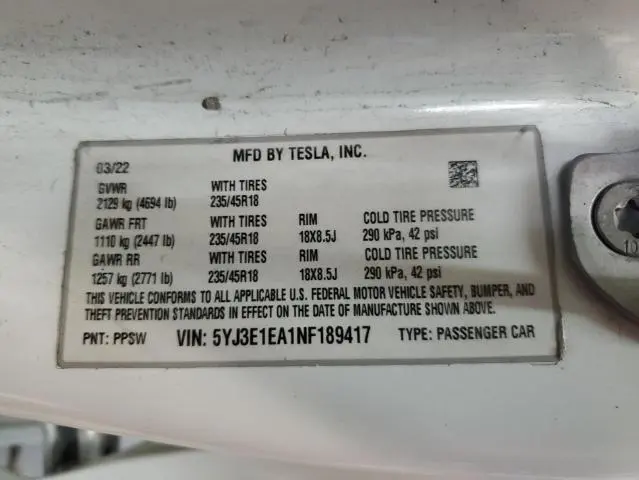 MFD BY TESLA, INC.
03/22
GVWR WITH TIRES
2129 kg (4694 lb) 235/45R18
GAWR FRT WITH TIRES RIM COLD TIRE PRESSURE
1110 kg (2447 lb) 235/45R18 18X8.5J 290 kPa, 42 psi
GAWR RR WITH TIRES RIM COLD TIRE PRESSURE
1257 kg (2771 lb) 235/45R18 18X8.5J 290 kPa, 42 psi
THIS VEHICLE CONFORMS TO ALL APPLICABLE U.S. FEDERAL MOTOR VEHICLE SAFETY, BUMPER, AND
THEFT PREVENTION STANDARDS IN EFFECT ON THE DATE OF MANUFACTURE SHOWN ABOVE
PNT: PPSW VIN: 5YJ3E1EA1NF189417 TYPE: PASSENGER CAR
10